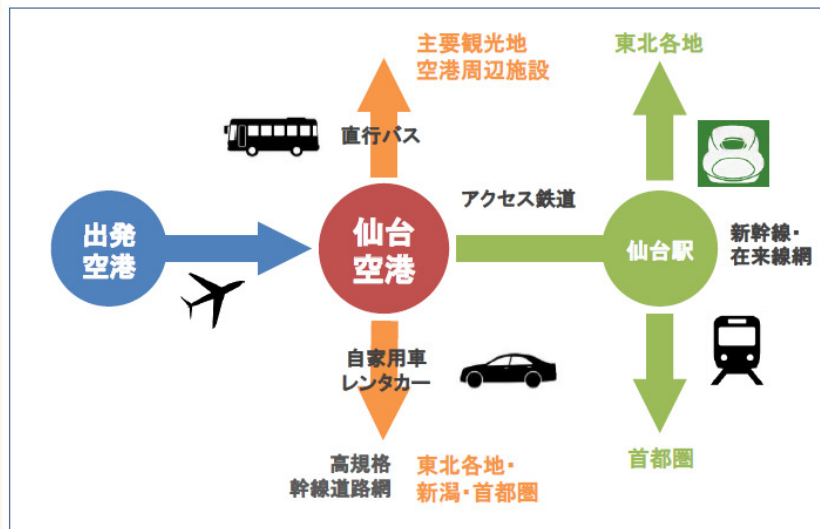 主要観光地
空港周辺施設
東北各地
直行バス
アクセス鉄道
出発
空港
仙台
空港
仙台駅
新幹線・
在来線網
自家用車
レンタカー
高規格
幹線道路網
東北各地・
新潟・首都圏
首都圏